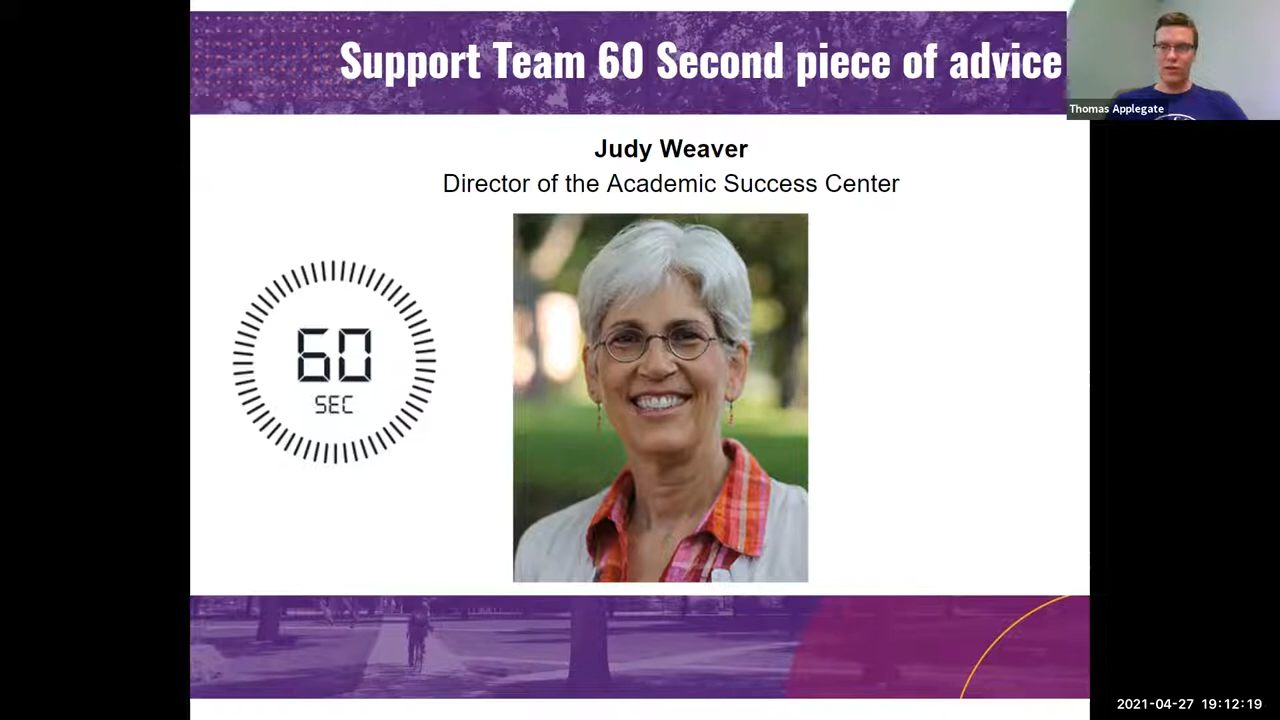 Support Team 60 Second piece of advice
Thomas Applegate
Judy Weaver
Director of the Academic Success Center
60
SEC
2021-04-27 19:12:19